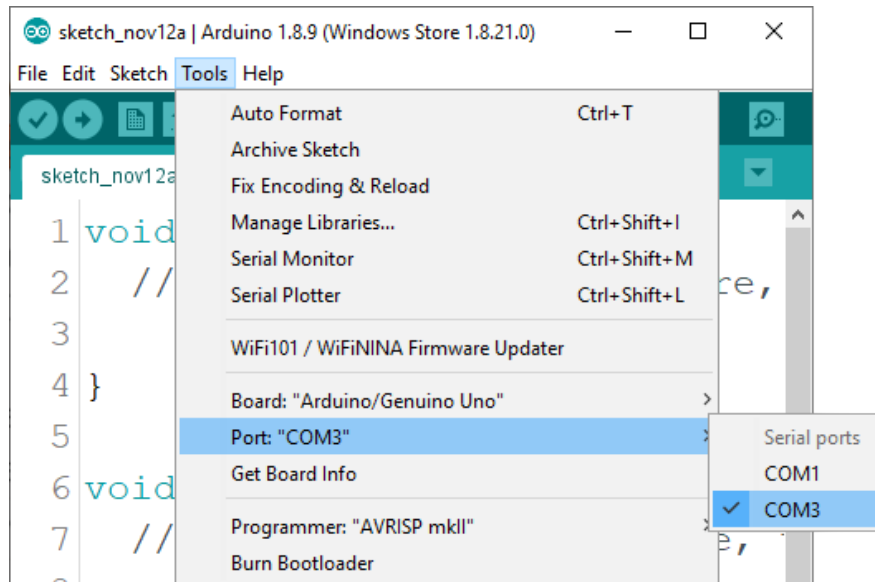 sketch_nov12a | Arduino 1.8.9 (Windows Store 1.8.21.0)
File Edit Sketch Tools Help
sketch_nov12a
Auto Format Ctrl+T
Archive Sketch
Fix Encoding & Reload
Manage Libraries... Ctrl+Shift+I
Serial Monitor Ctrl+Shift+M
Serial Plotter Ctrl+Shift+L
WiFi101 / WiFiNINA Firmware Updater
Board: "Arduino/Genuino Uno"
Port: "COM3"
Get Board Info
Programmer: "AVRISP mkII"
Burn Bootloader
Serial ports
COM1
COM3
1 void
2 // re,
3
4 }
5
6 void
7 // e,